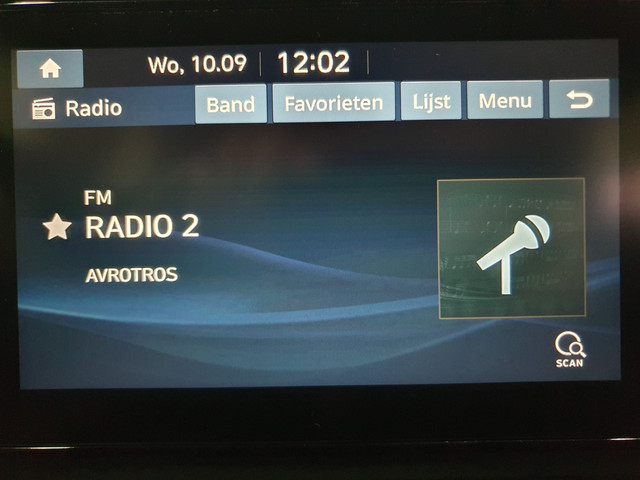 Wo, 10.09 12:02
Radio Band Favorieten Lijst Menu
FM
RADIO 2
AVROTROS
SCAN